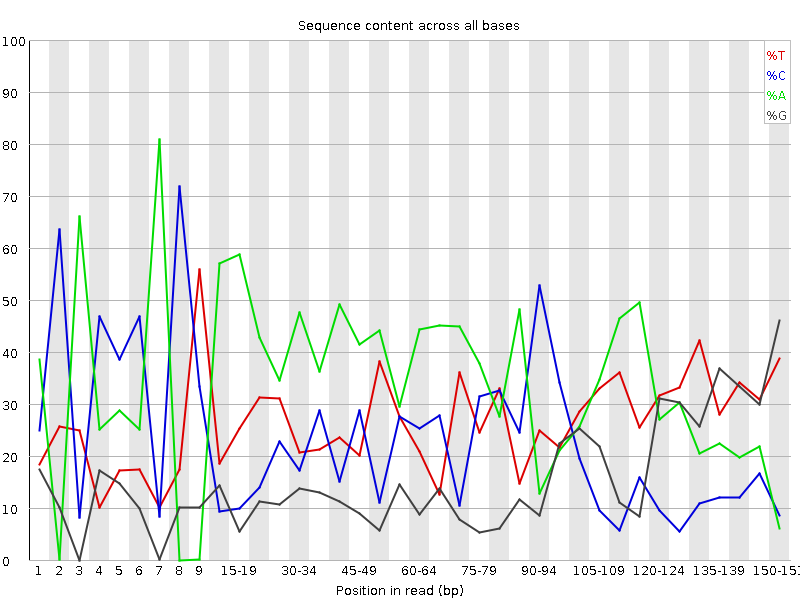 Sequence content across all bases
100
90
80
70
60
50
40
30
20
10
0
%T
%C
%A
%G
1 2 3 4 5 6 7 8 9 15-19 30-34 45-49 60-64 75-79 90-94 105-109 120-124 135-139 150-151
Position in read (bp)